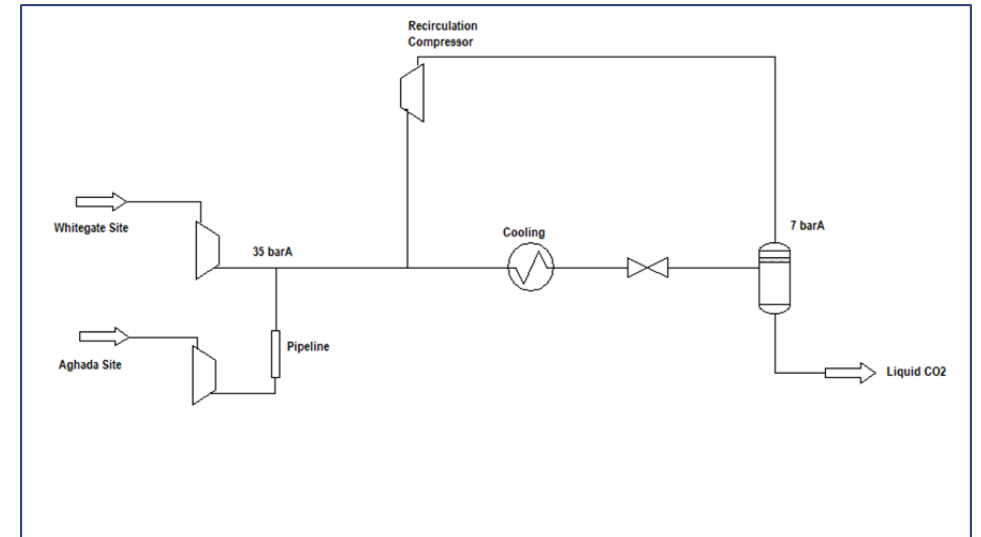 Recirculation
Compressor
Whitegate Site
35 barA
Cooling
7 barA
Pipeline
Aghada Site
Liquid CO2